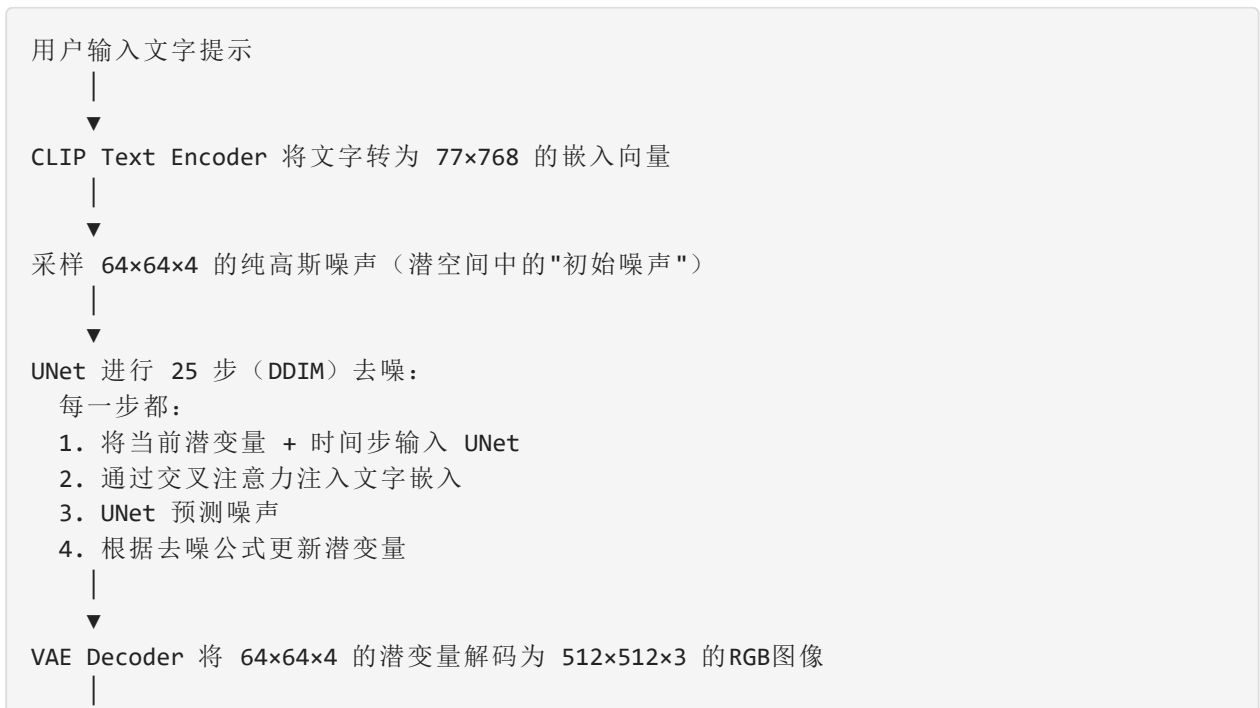 用户输入文字提示
│
▼
CLIP Text Encoder 将文字转为 77×768 的嵌入向量
│
▼
采样 64×64×4 的纯高斯噪声（潜空间中的"初始噪声"）
│
▼
UNet 进行 25 步（DDIM）去噪：
每一步都：
1. 将当前潜变量 + 时间步输入 UNet
2. 通过交叉注意力注入文字嵌入
3. UNet 预测噪声
4. 根据去噪公式更新潜变量
│
▼
VAE Decoder 将 64×64×4 的潜变量解码为 512×512×3 的RGB图像
│